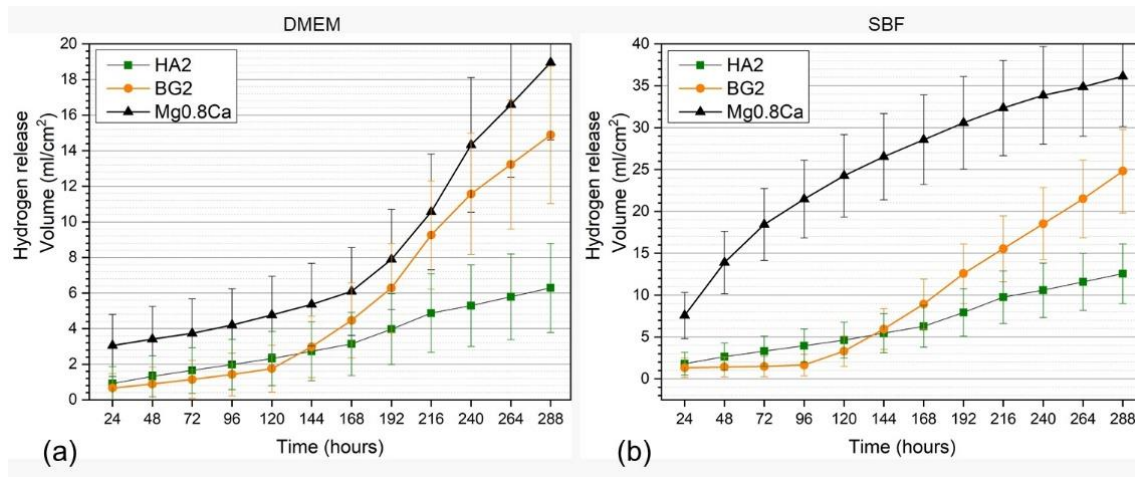 DMEM
Hydrogen release
Volume (ml/cm²)
20
18
16
14
12
10
8
6
4
2
0
HA2
BG2
Mg0.8Ca
24 48 72 96 120 144 168 192 216 240 264 288
Time (hours)
(a)
SBF
Hydrogen release
Volume (ml/cm²)
40
35
30
25
20
15
10
5
0
HA2
BG2
Mg0.8Ca
24 48 72 96 120 144 168 192 216 240 264 288
Time (hours)
(b)